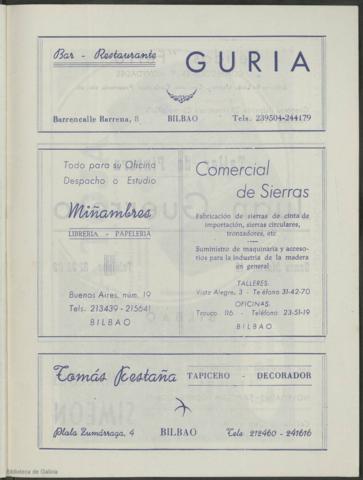 Bar - Restaurante GURIA
Barrencalle Barrena, 8 BILBAO Tels. 239504-244179
Todo para su Oficina
Despacho o Estudio
Miñambres
LIBRERIA - PAPELERIA
Buenos Aires, núm. 19
Tels. 213439 - 215641
BILBAO
Comercial
de Sierras
Fabricación de sierras de cinta de
importación, sierras circulares,
tronzadores, etc
Suministro de maquinaria y acceso-
rios para la industria de la madera
en general
TALLERES:
Vista Alegre, 3 - Teléfono 31-42-70
OFICINAS:
Trauco 116 - Teléfono 23-51-19
BILBAO
Tomás Kestaña TAPICERO - DECORADOR
Plala Zumárraga, 4 BILBAO Tels 212460 - 241616
Biblioteca de Galicia